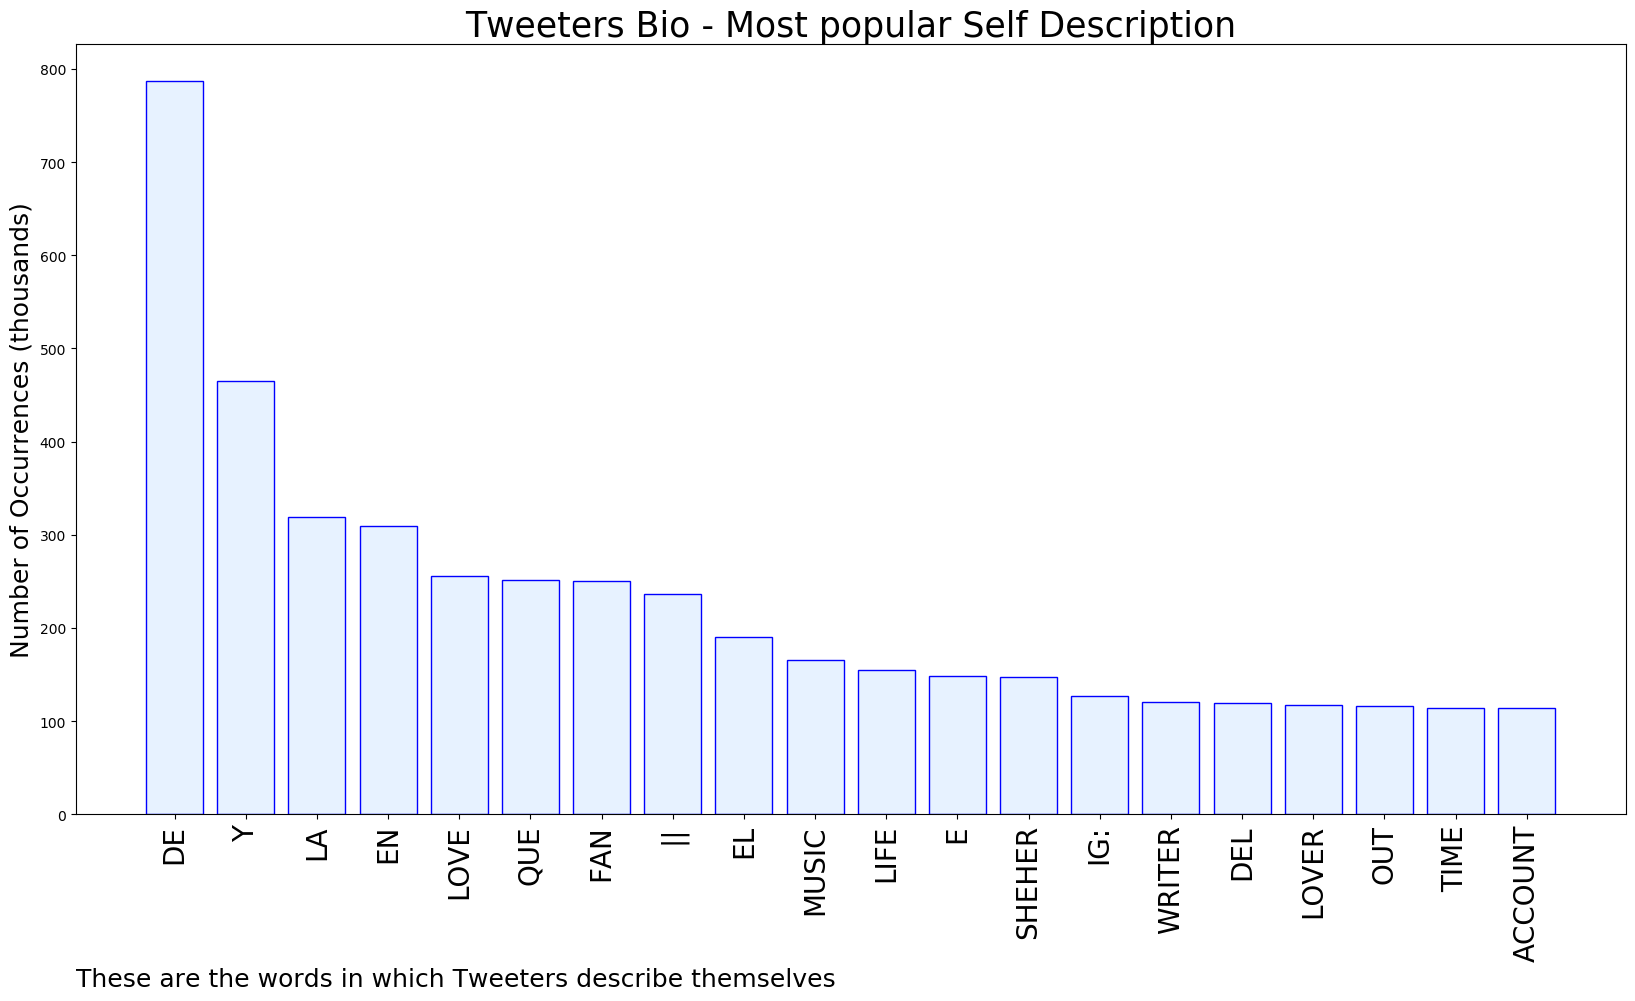 Tweeters Bio - Most popular Self Description
Number of Occurrences (thousands)
800
700
600
500
400
300
200
100
0
DE
Y
LA
EN
LOVE
QUE
FAN
||
EL
MUSIC
LIFE
E
SHEHER
IG:
WRITER
DEL
LOVER
OUT
TIME
ACCOUNT
These are the words in which Tweeters describe themselves